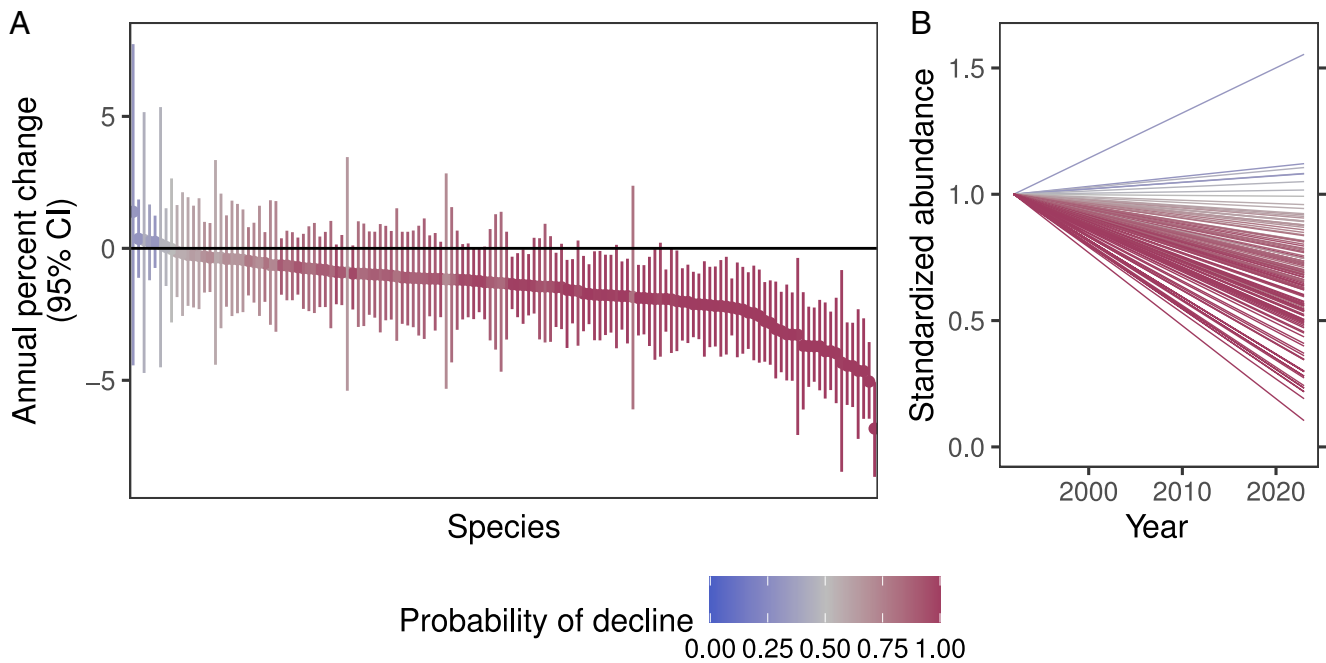 A
B
Annual percent change
(95% CI)
5
0
−5
Species
Standardized abundance
1.5
1.0
0.5
0.0
2000 2010 2020
Year
Probability of decline
0.00 0.25 0.50 0.75 1.00